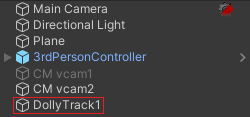 Main Camera
Directional Light
Plane
3rdPersonController
CM vcam1
CM vcam2
DollyTrack1